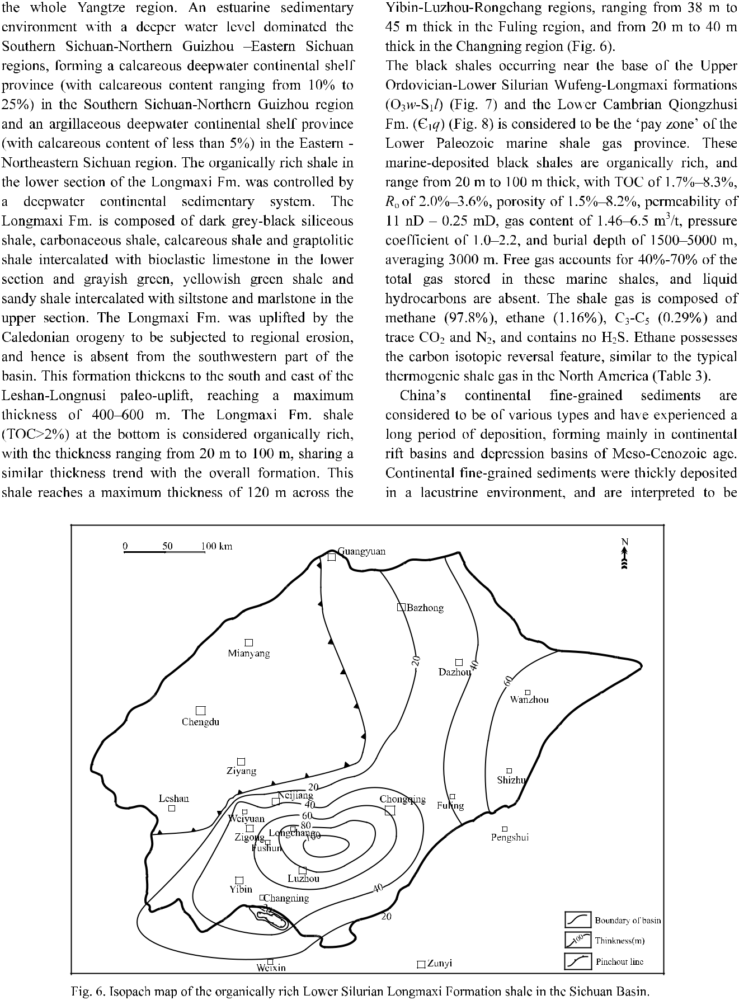 the whole Yangtze region. An estuarine sedimentary
environment with a deeper water level dominated the
Southern Sichuan-Northern Guizhou –Eastern Sichuan
regions, forming a calcareous deepwater continental shelf
province (with calcareous content ranging from 10% to
25%) in the Southern Sichuan-Northern Guizhou region
and an argillaceous deepwater continental shelf province
(with calcareous content of less than 5%) in the Eastern -
Northeastern Sichuan region. The organically rich shale in
the lower section of the Longmaxi Fm. was controlled by
a deepwater continental sedimentary system. The
Longmaxi Fm. is composed of dark grey-black siliceous
shale, carbonaceous shale, calcareous shale and graptolitic
shale intercalated with bioclastic limestone in the lower
section and grayish green, yellowish green shale and
sandy shale intercalated with siltstone and marlstone in the
upper section. The Longmaxi Fm. was uplifted by the
Caledonian orogeny to be subjected to regional erosion,
and hence is absent from the southwestern part of the
basin. This formation thickens to the south and east of the
Leshan-Longnusi paleo-uplift, reaching a maximum
thickness of 400–600 m. The Longmaxi Fm. shale
(TOC>2%) at the bottom is considered organically rich,
with the thickness ranging from 20 m to 100 m, sharing a
similar thickness trend with the overall formation. This
shale reaches a maximum thickness of 120 m across the
Yibin-Luzhou-Rongchang regions, ranging from 38 m to
45 m thick in the Fuling region, and from 20 m to 40 m
thick in the Changning region (Fig. 6).
The black shales occurring near the base of the Upper
Ordovician-Lower Silurian Wufeng-Longmaxi formations
(O₃w-S₁l) (Fig. 7) and the Lower Cambrian Qiongzhusi
Fm. (Є₁q) (Fig. 8) is considered to be the ‘pay zone’ of the
Lower Paleozoic marine shale gas province. These
marine-deposited black shales are organically rich, and
range from 20 m to 100 m thick, with TOC of 1.7%–8.3%,
Rₒ of 2.0%–3.6%, porosity of 1.5%–8.2%, permeability of
11 nD – 0.25 mD, gas content of 1.46–6.5 m³/t, pressure
coefficient of 1.0–2.2, and burial depth of 1500–5000 m,
averaging 3000 m. Free gas accounts for 40%-70% of the
total gas stored in these marine shales, and liquid
hydrocarbons are absent. The shale gas is composed of
methane (97.8%), ethane (1.16%), C₃-C₅ (0.29%) and
trace CO₂ and N₂, and contains no H₂S. Ethane possesses
the carbon isotopic reversal feature, similar to the typical
thermogenic shale gas in the North America (Table 3).
China’s continental fine-grained sediments are
considered to be of various types and have experienced a
long period of deposition, forming mainly in continental
rift basins and depression basins of Meso-Cenozoic age.
Continental fine-grained sediments were thickly deposited
in a lacustrine environment, and are interpreted to be
0 50 100 km
N
Guangyuan
Bazhong
Mianyang
20
Dazhou
40
60
Wanzhou
Chengdu
Ziyang
Shizhu
20
Leshan
Neijiang
Chongqing
Fuling
40
Weiyuan
60
80
Longchang
100
Zigong
Fushun
Pengshui
Luzhou
Yibin
40
Changning
20
20
Boundary of basin
100
Thinkness(m)
Pinchout line
Weixin
Zunyi
Fig. 6. Isopach map of the organically rich Lower Silurian Longmaxi Formation shale in the Sichuan Basin.